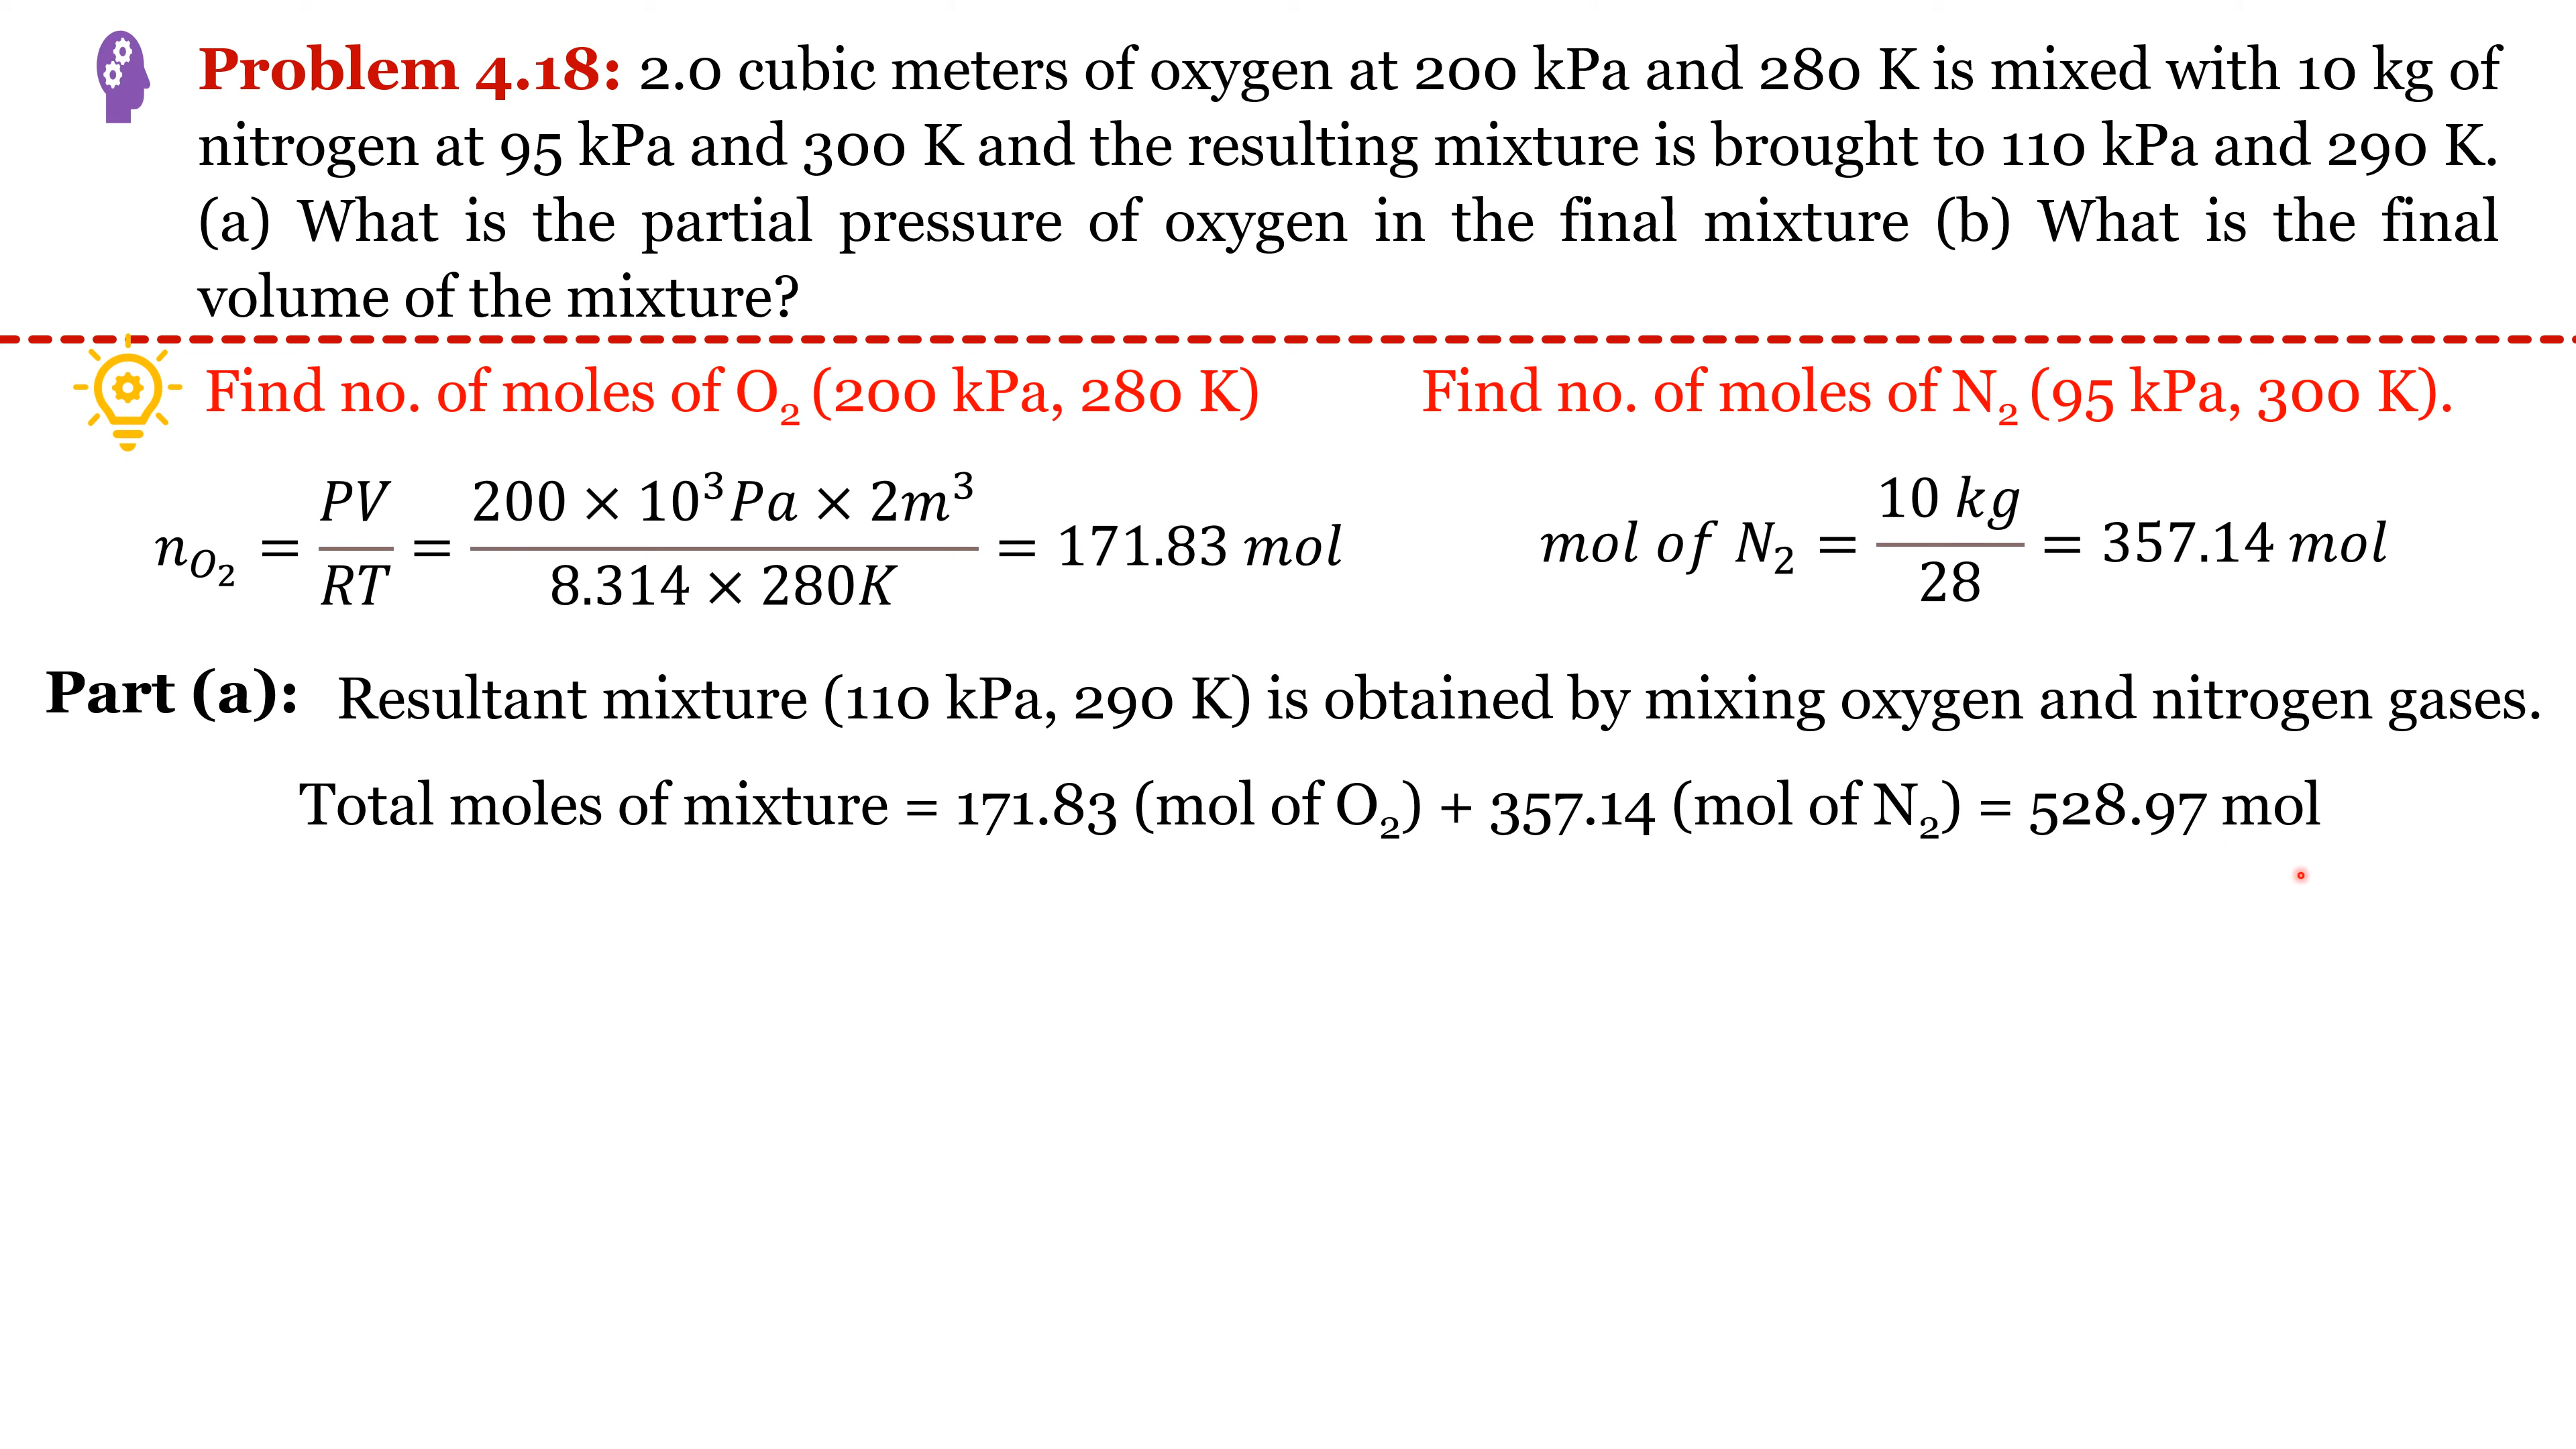 Problem 4.18: 2.0 cubic meters of oxygen at 200 kPa and 280 K is mixed with 10 kg of
nitrogen at 95 kPa and 300 K and the resulting mixture is brought to 110 kPa and 290 K.
(a) What is the partial pressure of oxygen in the final mixture (b) What is the final
volume of the mixture?
Find no. of moles of O₂ (200 kPa, 280 K)
n_{O₂} = PV/RT = (200 × 10³Pa × 2m³)/(8.314 × 280K) = 171.83 mol
Find no. of moles of N₂ (95 kPa, 300 K).
mol of N₂ = 10 kg/28 = 357.14 mol
Part (a): Resultant mixture (110 kPa, 290 K) is obtained by mixing oxygen and nitrogen gases.
Total moles of mixture = 171.83 (mol of O₂) + 357.14 (mol of N₂) = 528.97 mol